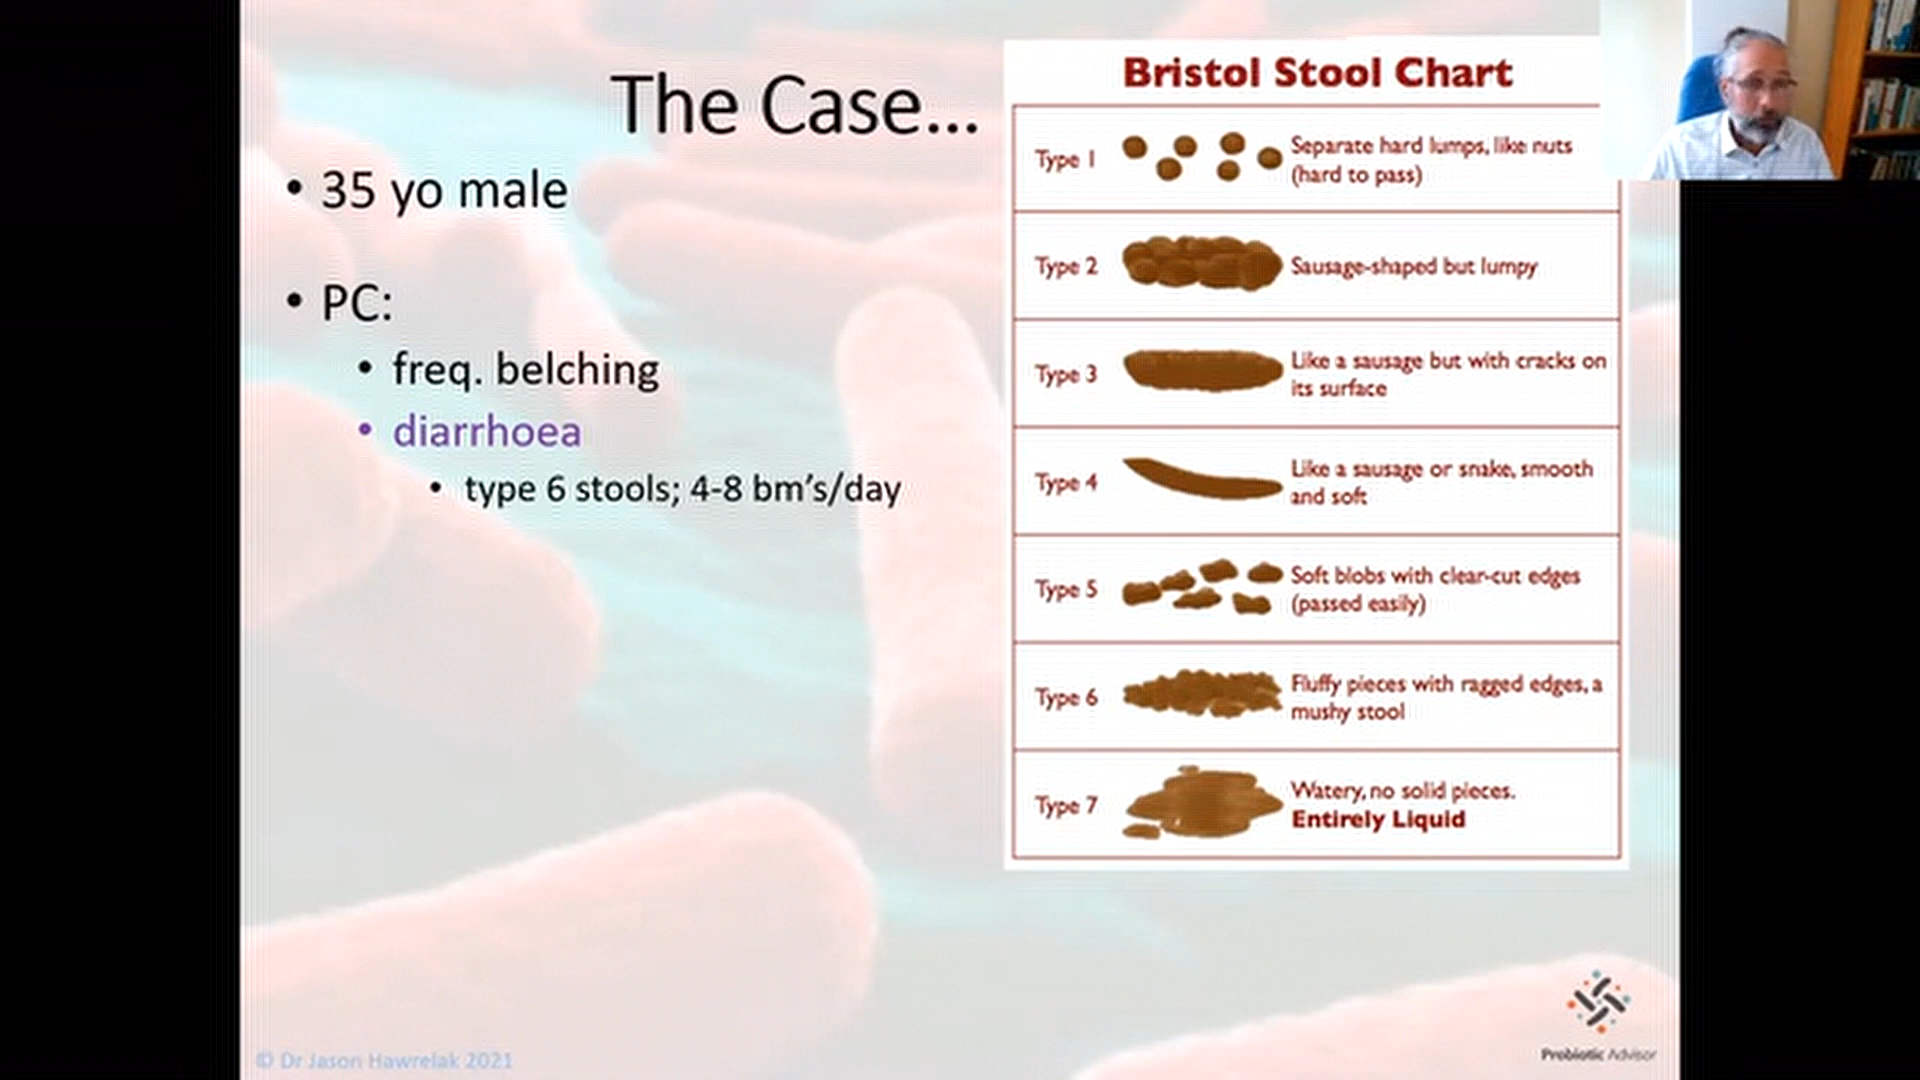 The Case...
• 35 yo male
• PC:
• freq. belching
• diarrhoea
• type 6 stools; 4-8 bm's/day
Bristol Stool Chart
Type 1
Separate hard lumps, like nuts
(hard to pass)
Type 2
Sausage-shaped but lumpy
Type 3
Like a sausage but with cracks on
its surface
Type 4
Like a sausage or snake, smooth
and soft
Type 5
Soft blobs with clear-cut edges
(passed easily)
Type 6
Fluffy pieces with ragged edges, a
mushy stool
Type 7
Watery, no solid pieces.
Entirely Liquid
© Dr Jason Hawrelak 2021
Probiotic Advisor